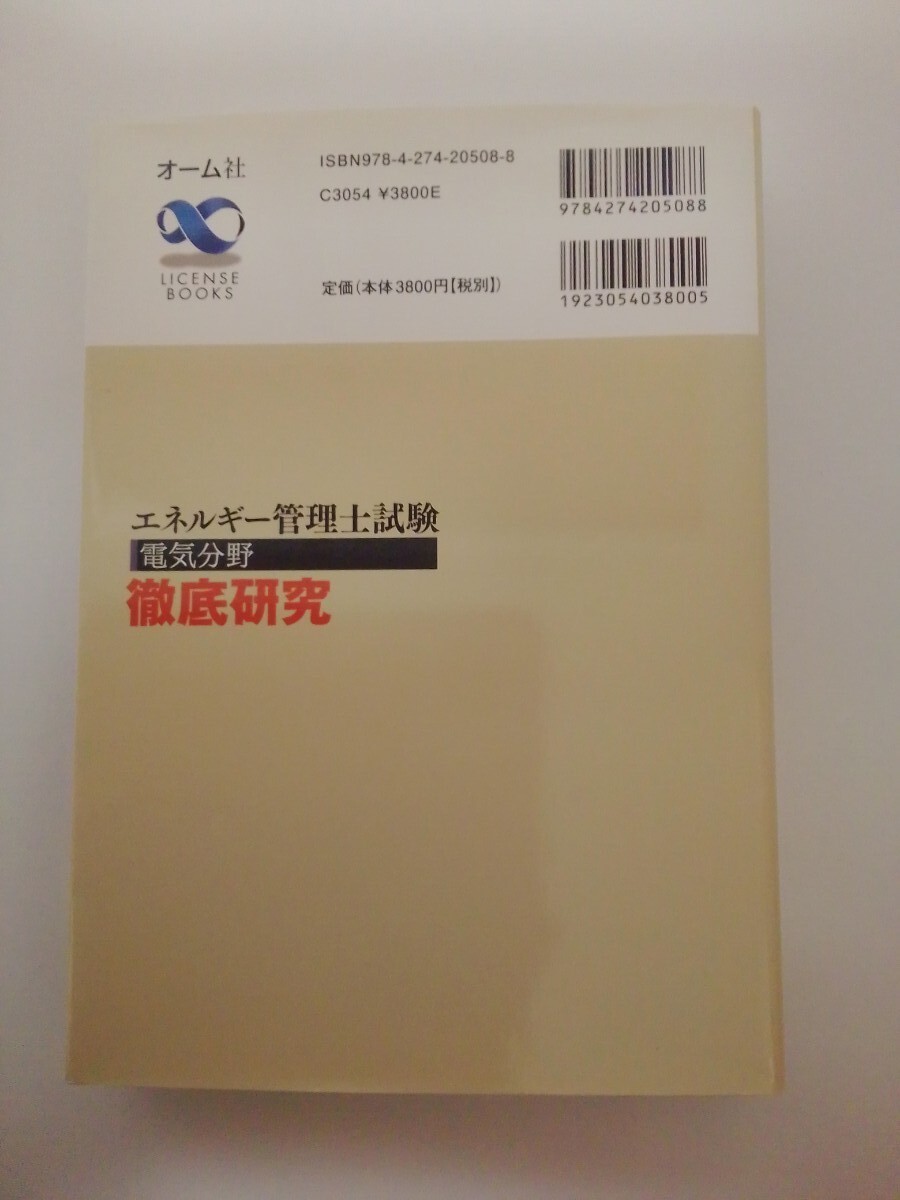 オーム社
LICENSE
BOOKS
ISBN978-4-274-20508-8
C3054 ¥3800E
定価(本体3800円【税別】)
9784274205088
1923054038005
エネルギー管理士試験
電気分野
徹底研究